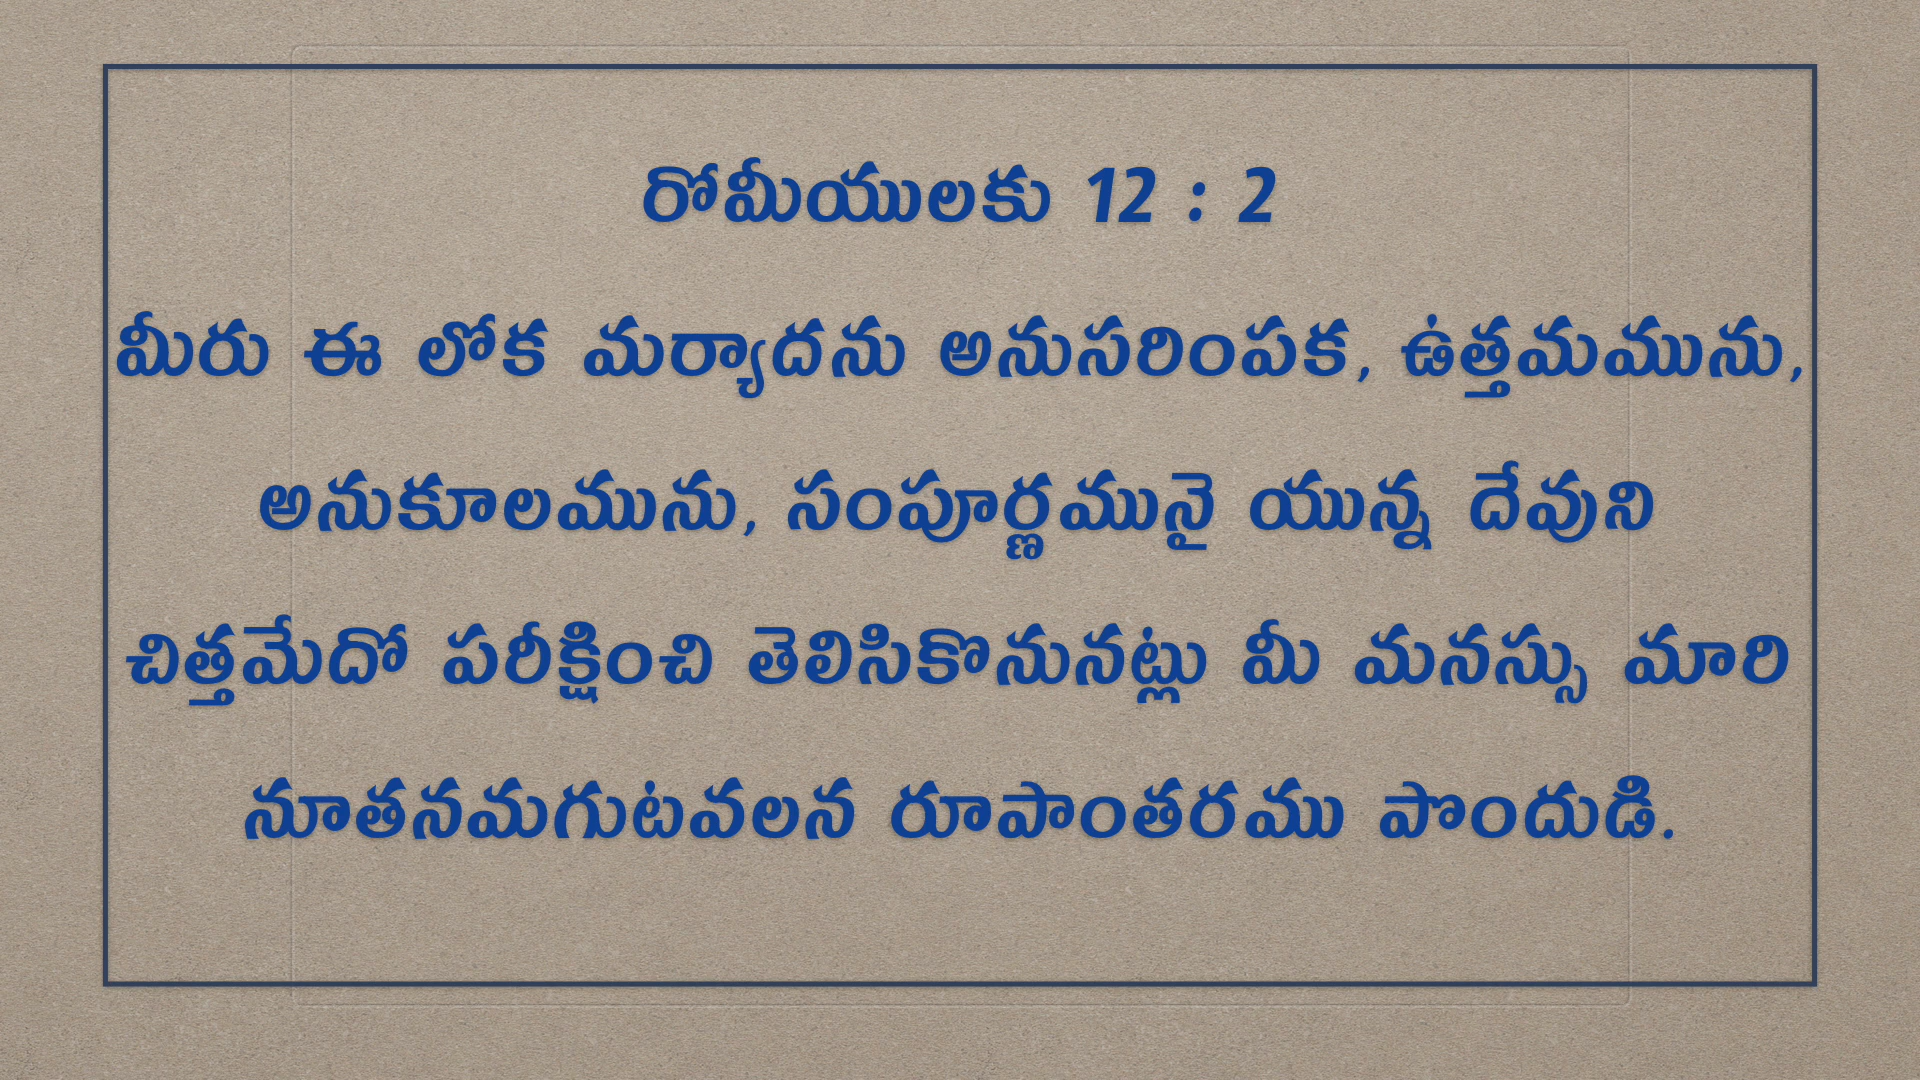 రోమీయులకు 12 : 2
మీరు ఈ లోక మర్యాదను అనుసరింపక, ఉత్తమమును,
అనుకూలమును, సంపూర్ణమునై యున్న దేవుని
చిత్తమేదో పరీక్షించి తెలిసికొనునట్లు మీ మనస్సు మారి
నూతనమగుటవలన రూపాంతరము పొందుడి.